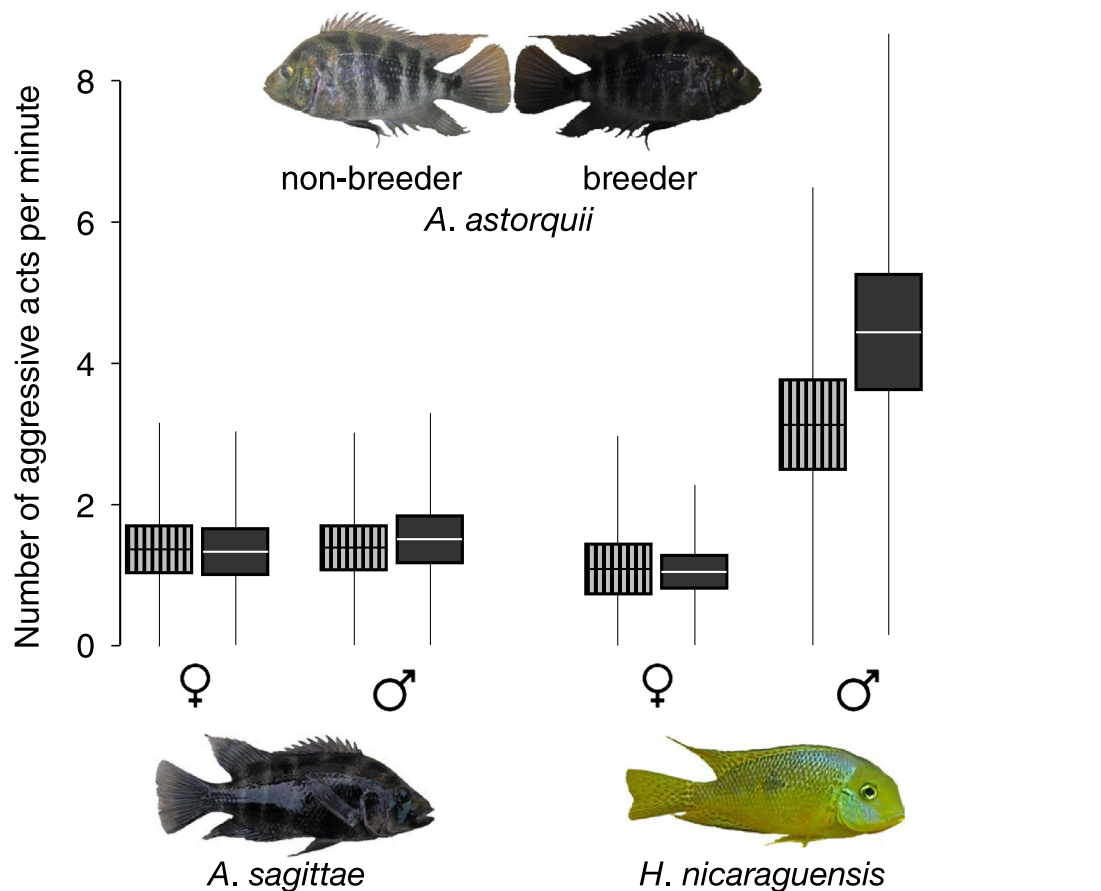 Number of aggressive acts per minute
8
6
4
2
0
non-breeder breeder
A. astorquii
♀ ♂ ♀ ♂
A. sagittae H. nicaraguensis